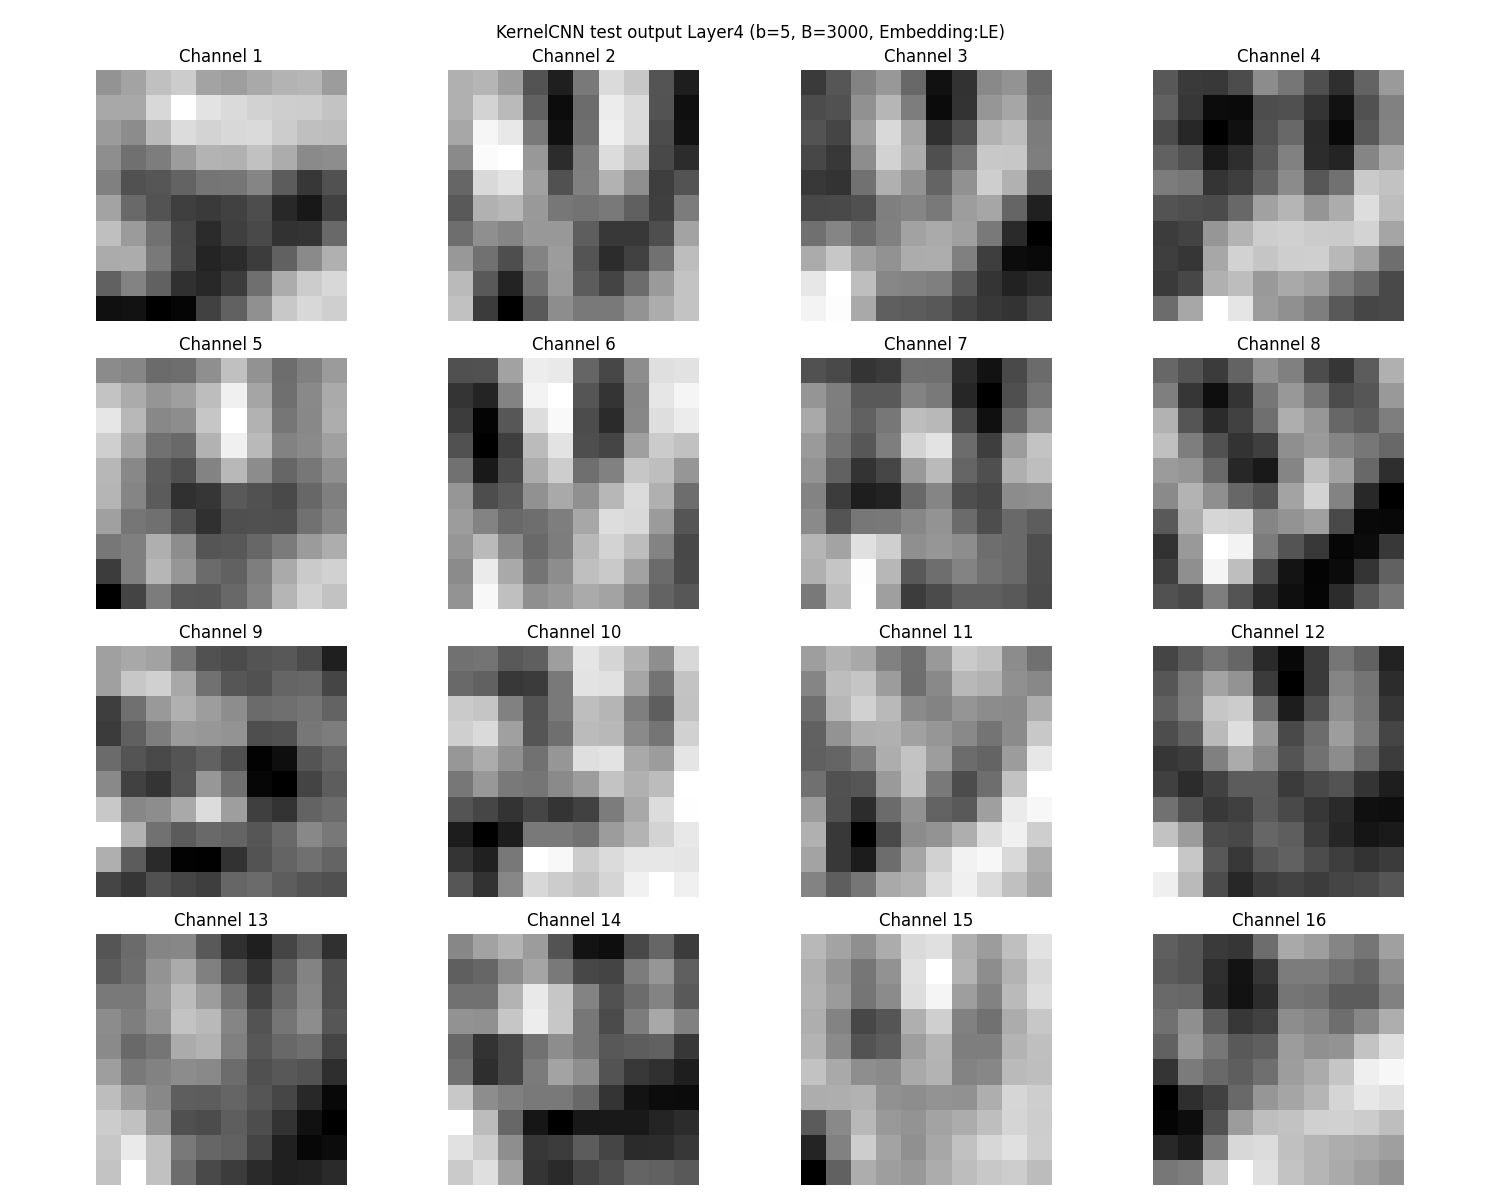 KernelCNN test output Layer4 (b=5, B=3000, Embedding:LE)
Channel 1
Channel 2
Channel 3
Channel 4
Channel 5
Channel 6
Channel 7
Channel 8
Channel 9
Channel 10
Channel 11
Channel 12
Channel 13
Channel 14
Channel 15
Channel 16